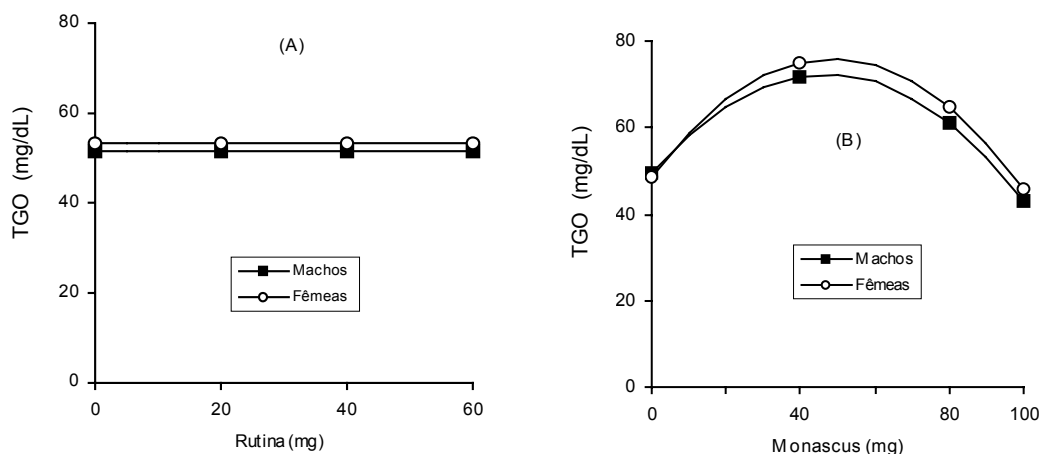 (A)
TGO (mg/dL)
80
60
40
20
0
0 20 40 60
Rutina (mg)
Machos
Fêmeas
(B)
TGO (mg/dL)
80
60
40
20
0
0 40 80 100
Monascus (mg)
Machos
Fêmeas